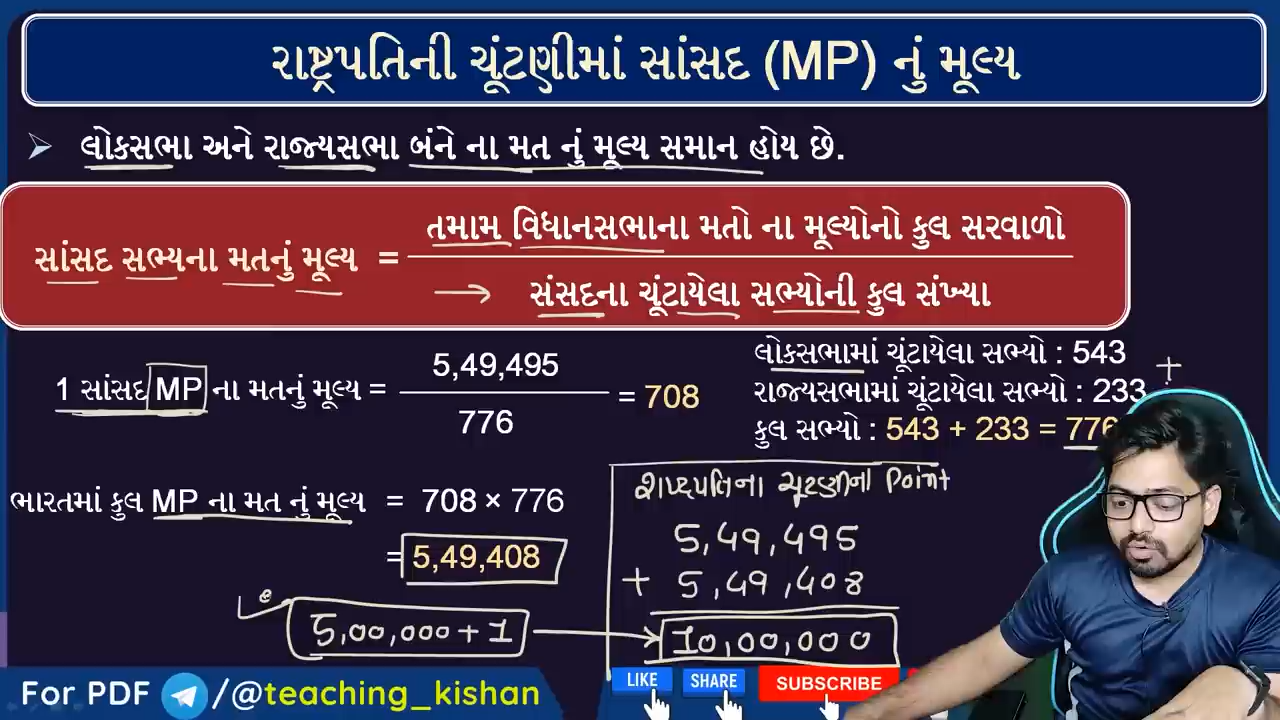 રાષ્ટ્રપતિની ચૂંટણીમાં સાંસદ (MP) નું મૂલ્ય
➢ લોકસભા અને રાજ્યસભા બંને ના મત નું મૂલ્ય સમાન હોય છે.
સાંસદ સભ્યના મતનું મૂલ્ય = તમામ વિધાનસભાના મતો ના મૂલ્યોનો કુલ સરવાળો
→ સંસદના ચૂંટાયેલા સભ્યોની કુલ સંખ્યા
1 સાંસદ MP ના મતનું મૂલ્ય = 5,49,495
776
= 708
લોકસભામાં ચૂંટાયેલા સભ્યો : 543
+
રાજ્યસભામાં ચૂંટાયેલા સભ્યો : 233
કુલ સભ્યો : 543 + 233 = 776
ભારતમાં કુલ MP ના મત નું મૂલ્ય = 708 × 776
= 5,49,408
5,00,000 + 1 →
રાષ્ટ્રપતિના ચૂટણીના Point
5,49,495
+ 5,49,408
10,00,000
For PDF /@teaching_kishan
LIKE
SHARE
SUBSCRIBE